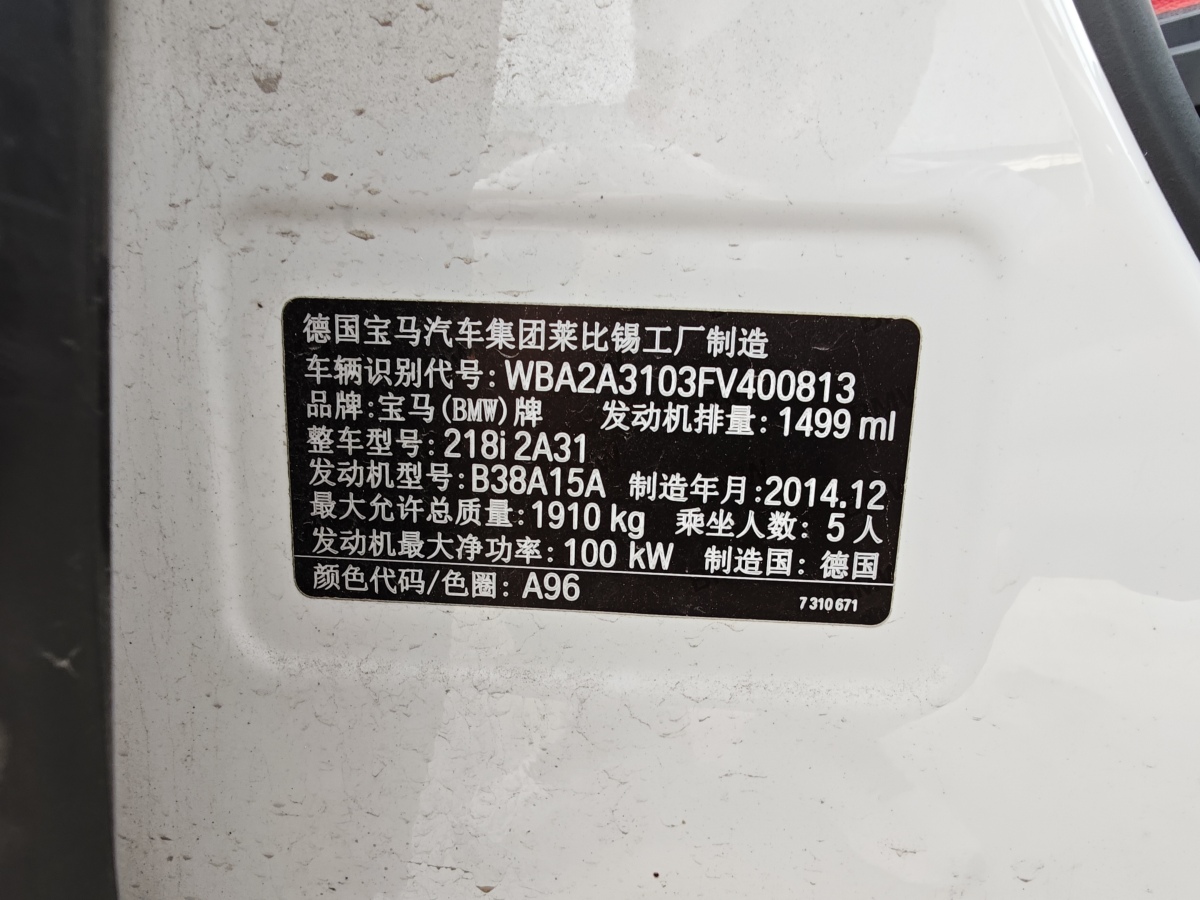 德国宝马汽车集团莱比锡工厂制造
车辆识别代号: WBA2A3103FV400813
品牌:宝马(BMW)牌 发动机排量: 1499 ml
整车型号: 218i 2A31
发动机型号: B38A15A 制造年月:2014.12
最大允许总质量:1910 kg 乘坐人数: 5 人
发动机最大净功率: 100 kW 制造国: 德国
颜色代码/色圈: A96
7 310 671